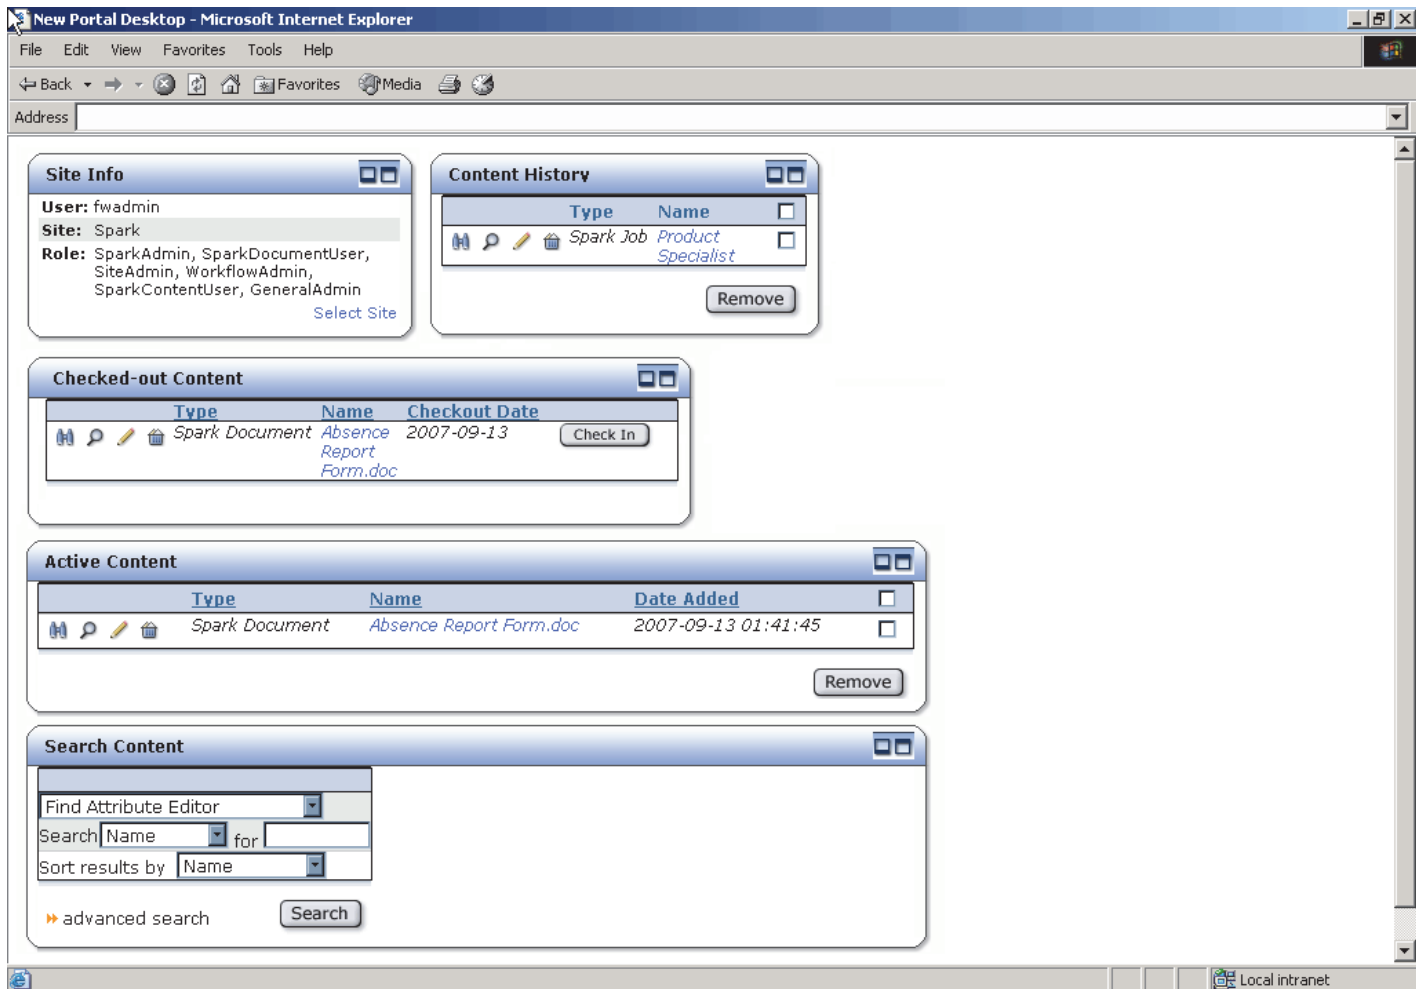 New Portal Desktop - Microsoft Internet Explorer
File Edit View Favorites Tools Help
Back Favorites Media
Address
Site Info
User: fwadmin
Site: Spark
Role: SparkAdmin, SparkDocumentUser,
SiteAdmin, WorkflowAdmin,
SparkContentUser, GeneralAdmin
Select Site
Content History
Type Name
Spark Job Product
Specialist
Remove
Checked-out Content
Type Name Checkout Date
Spark Document Absence 2007-09-13 Check In
Report
Form.doc
Active Content
Type Name Date Added
Spark Document Absence Report Form.doc 2007-09-13 01:41:45
Remove
Search Content
Find Attribute Editor
Search Name for
Sort results by Name
advanced search Search
Local intranet